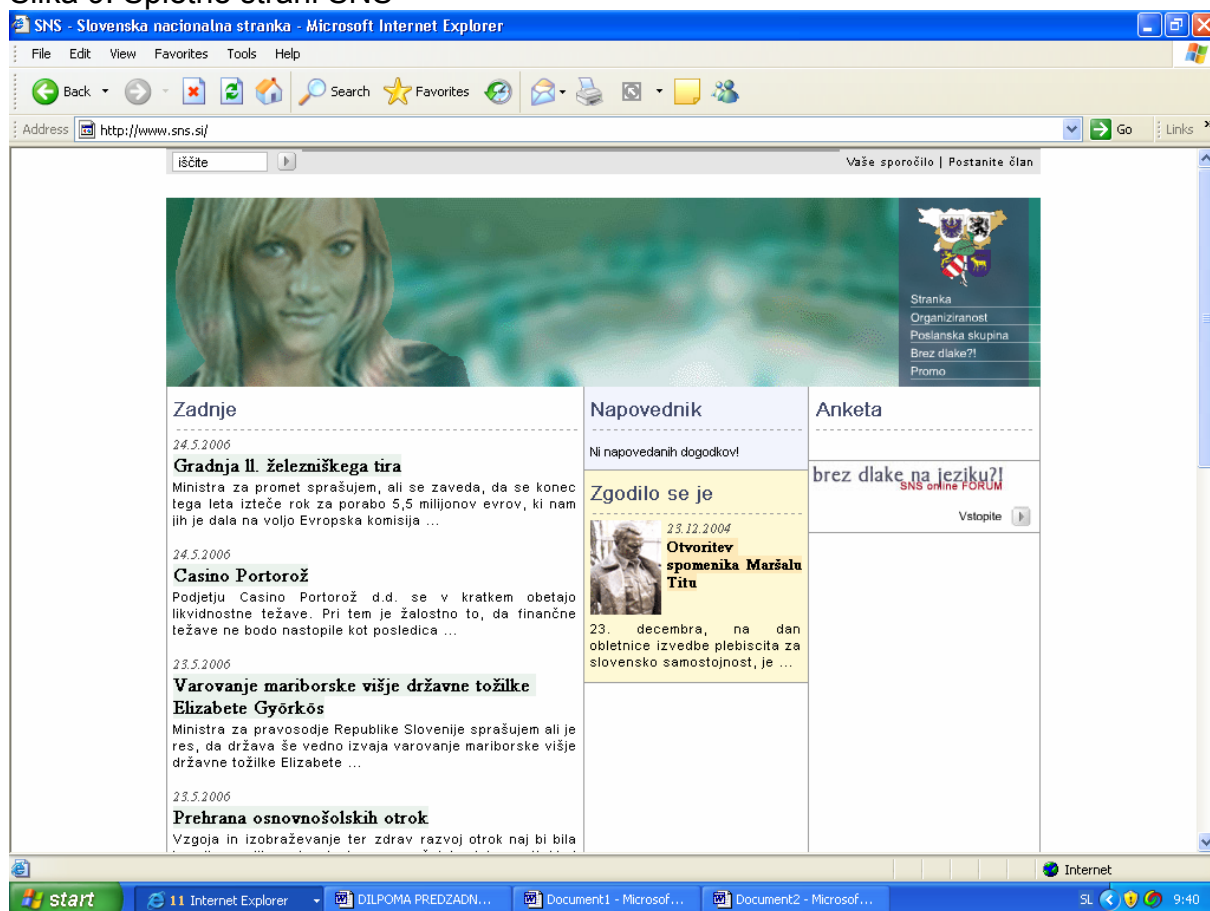 SNS - Slovenska nacionalna stranka - Microsoft Internet Explorer
File Edit View Favorites Tools Help
Back Search Favorites
Address http://www.sns.si/ Go Links
iščite
Vaše sporočilo | Postanite član
Stranka
Organiziranost
Poslanska skupina
Brez dlake?!
Promo
Zadnje
24.5.2006
Gradnja II. železniškega tira
Ministra za promet sprašujem, ali se zaveda, da se konec
tega leta izteče rok za porabo 5,5 milijonov evrov, ki nam
jih je dala na voljo Evropska komisija ...
24.5.2006
Casino Portorož
Podjetju Casino Portorož d.d. se v kratkem obetajo
likvidnostne težave. Pri tem je žalostno to, da finančne
težave ne bodo nastopile kot posledica ...
23.5.2006
Varovanje mariborske višje državne tožilke
Elizabete Györkös
Ministra za pravosodje Republike Slovenije sprašujem ali je
res, da država še vedno izvaja varovanje mariborske višje
državne tožilke Elizabete ...
23.5.2006
Prehrana osnovnošolskih otrok
Vzgoja in izobraževanje ter zdrav razvoj otrok naj bi bila
Napovednik
Ni napovedanih dogodkov!
Zgodilo se je
23.12.2004
Otvoritev
spomenika Maršalu
Titu
23. decembra, na dan
obletnice izvedbe plebiscita za
slovensko samostojnost, je ...
Anketa
brez dlake na jeziku?!
SNS online FORUM
Vstopite
Internet
start
11 Internet Explorer
DILPOMA PREDZADN...
Document1 - Microsof...
Document2 - Microsof...
SL 9:40